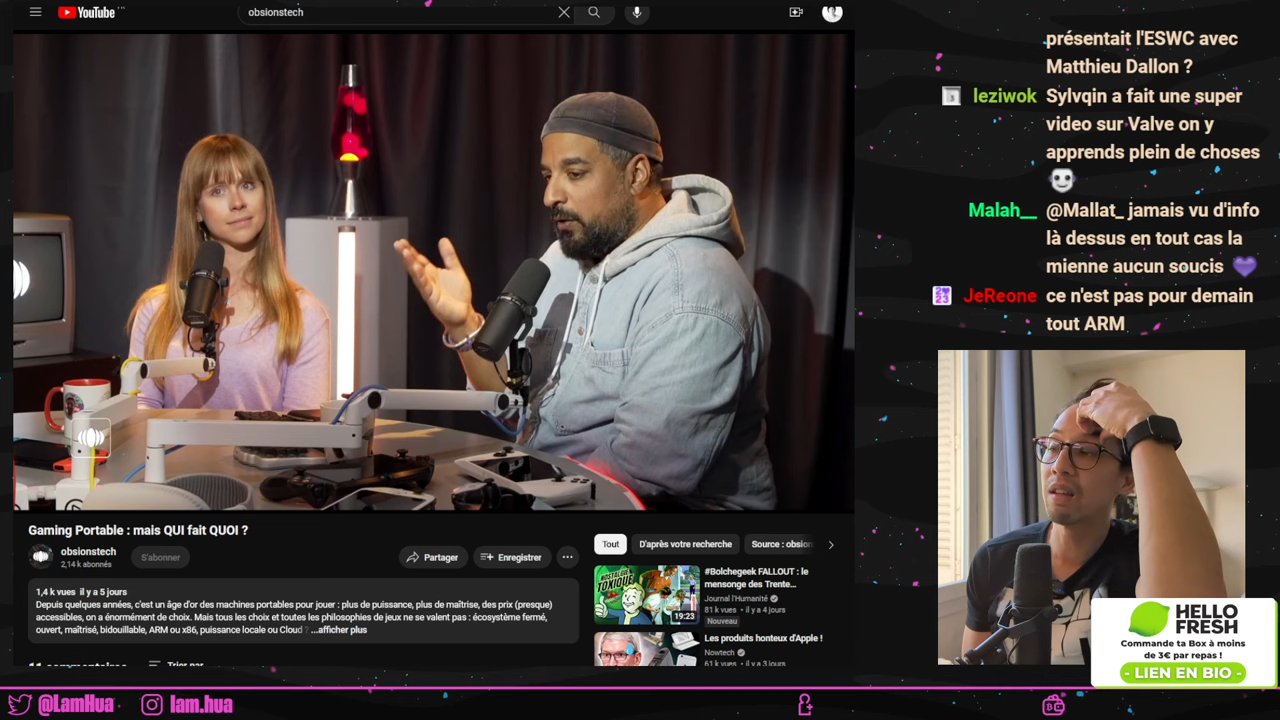 YouTube
obsionstech
présentait l'ESWC avec
Matthieu Dallon ?
leziwok Sylvqin a fait une super
video sur Valve on y
apprends plein de choses
Malah__ @Mallat_ jamais vu d'info
là dessus en tout cas la
mienne aucun soucis
JeReone ce n'est pas pour demain
tout ARM
Gaming Portable : mais QUI fait QUOI ?
obsionstech
2,14 k abonnés
S'abonner
Partager
Enregistrer
1,4 k vues il y a 5 jours
Depuis quelques années, c'est un âge d'or des machines portables pour jouer : plus de puissance, plus de maîtrise, des prix (presque)
accessibles, on a énormément de choix. Mais tous les choix et toutes les philosophies de jeux ne se valent pas : écosystème fermé,
ouvert, maîtrisé, bidouillable, ARM ou x86, puissance locale ou Cloud ? ...afficher plus
11 commentaires
Trier par
Tout
D'après votre recherche
Source : obsion
NOSTALGIE
TOXIQUE
19:23
#Bolchegeek FALLOUT : le
mensonge des Trente...
Journal l'Humanité
81 k vues • il y a 4 jours
Nouveau
Les produits honteux d'Apple !
Nowtech
61 k vues • il y a 3 jours
HELLO
FRESH
Commande ta Box à moins
de 3€ par repas !
- LIEN EN BIO -
@LamHua
lam.hua